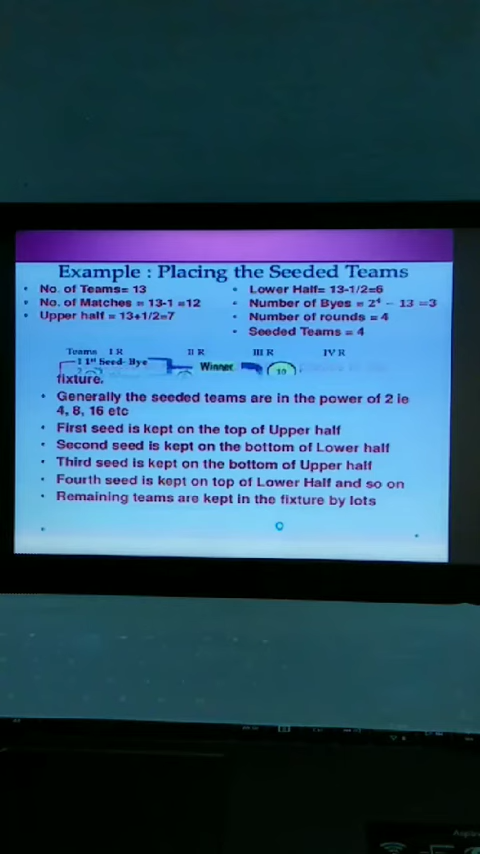 Example : Placing the Seeded Teams
• No. of Teams= 13
• No. of Matches = 13-1 =12
• Upper half = 13+1/2=7
• Lower Half= 13-1/2=6
• Number of Byes = 2⁴ - 13 =3
• Number of rounds = 4
• Seeded Teams = 4
Teams I R II R III R IV R
1 1st Seed- Bye
Winner
10
2
fixture.
• Generally the seeded teams are in the power of 2 ie
4, 8, 16 etc
• First seed is kept on the top of Upper half
• Second seed is kept on the bottom of Lower half
• Third seed is kept on the bottom of Upper half
• Fourth seed is kept on top of Lower Half and so on
• Remaining teams are kept in the fixture by lots